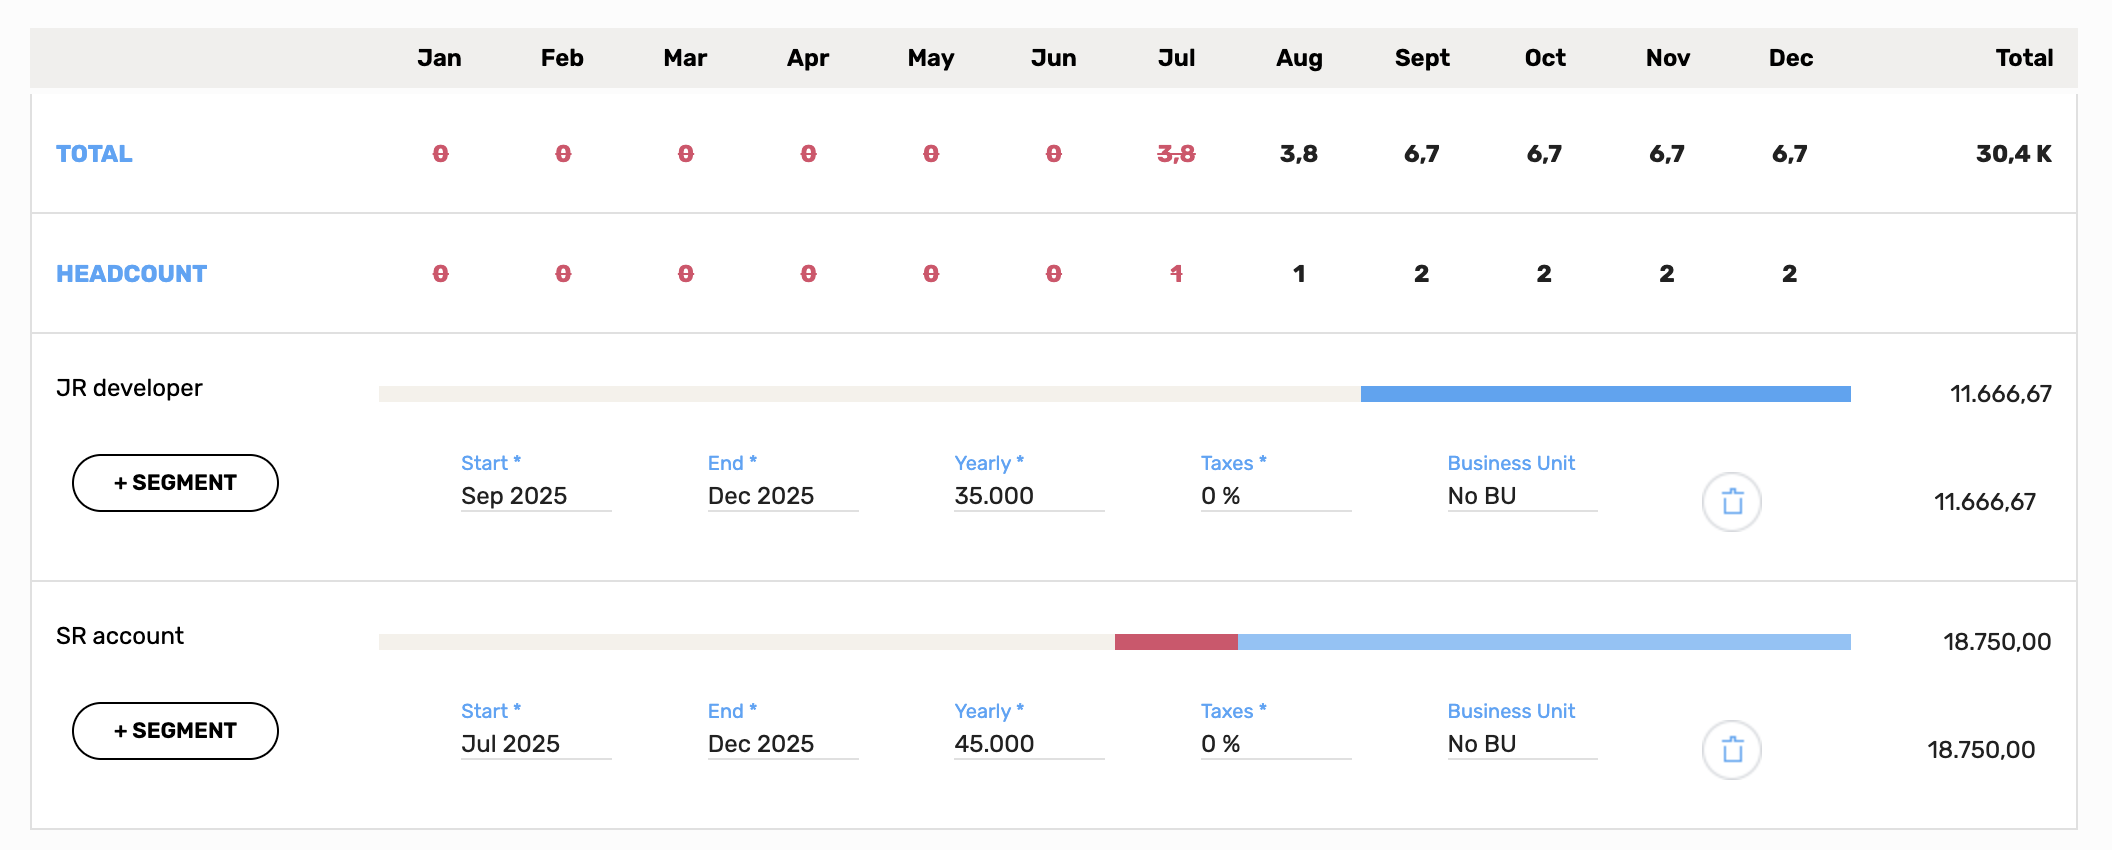 Jan Feb Mar Apr May Jun Jul Aug Sept Oct Nov Dec Total
TOTAL 0 0 0 0 0 0 3,8 3,8 6,7 6,7 6,7 6,7 30,4 K
HEADCOUNT 0 0 0 0 0 0 1 1 2 2 2 2
JR developer 11.666,67
Start * End * Yearly * Taxes * Business Unit
+ SEGMENT Sep 2025 Dec 2025 35.000 0 % No BU 11.666,67
SR account 18.750,00
Start * End * Yearly * Taxes * Business Unit
+ SEGMENT Jul 2025 Dec 2025 45.000 0 % No BU 18.750,00